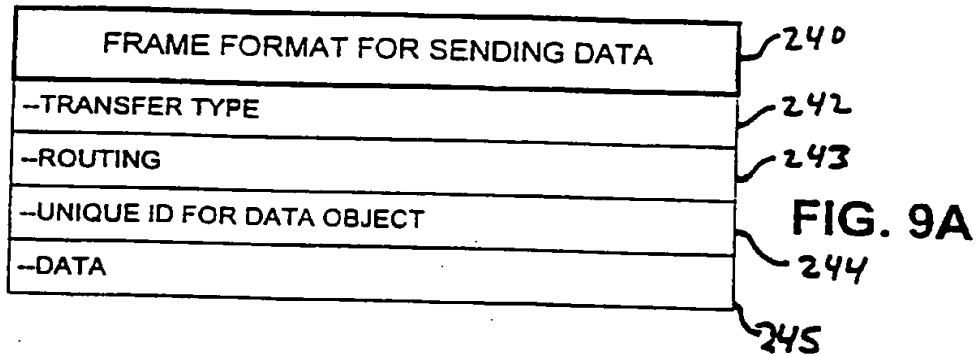 FRAME FORMAT FOR SENDING DATA 240
--TRANSFER TYPE 242
--ROUTING 243
--UNIQUE ID FOR DATA OBJECT 244
--DATA 245
FIG. 9A